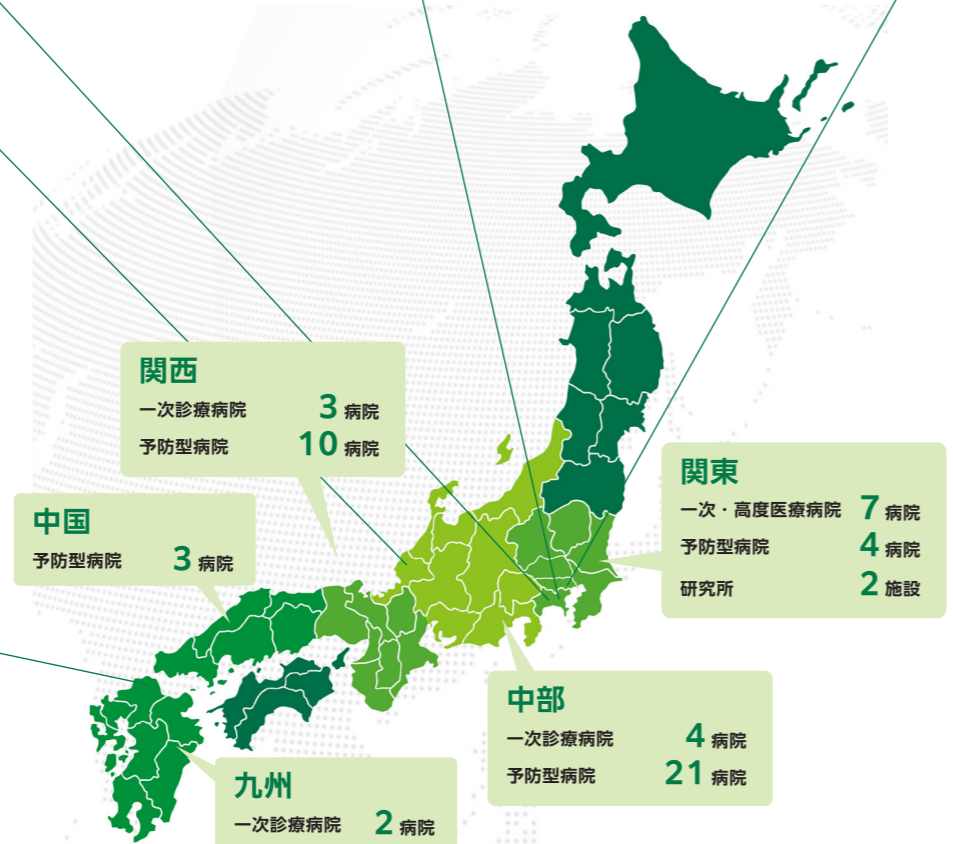 関西
一次診療病院 3 病院
予防型病院 10 病院
中国
予防型病院 3 病院
関東
一次・高度医療病院 7 病院
予防型病院 4 病院
研究所 2 施設
中部
一次診療病院 4 病院
予防型病院 21 病院
九州
一次診療病院 2 病院